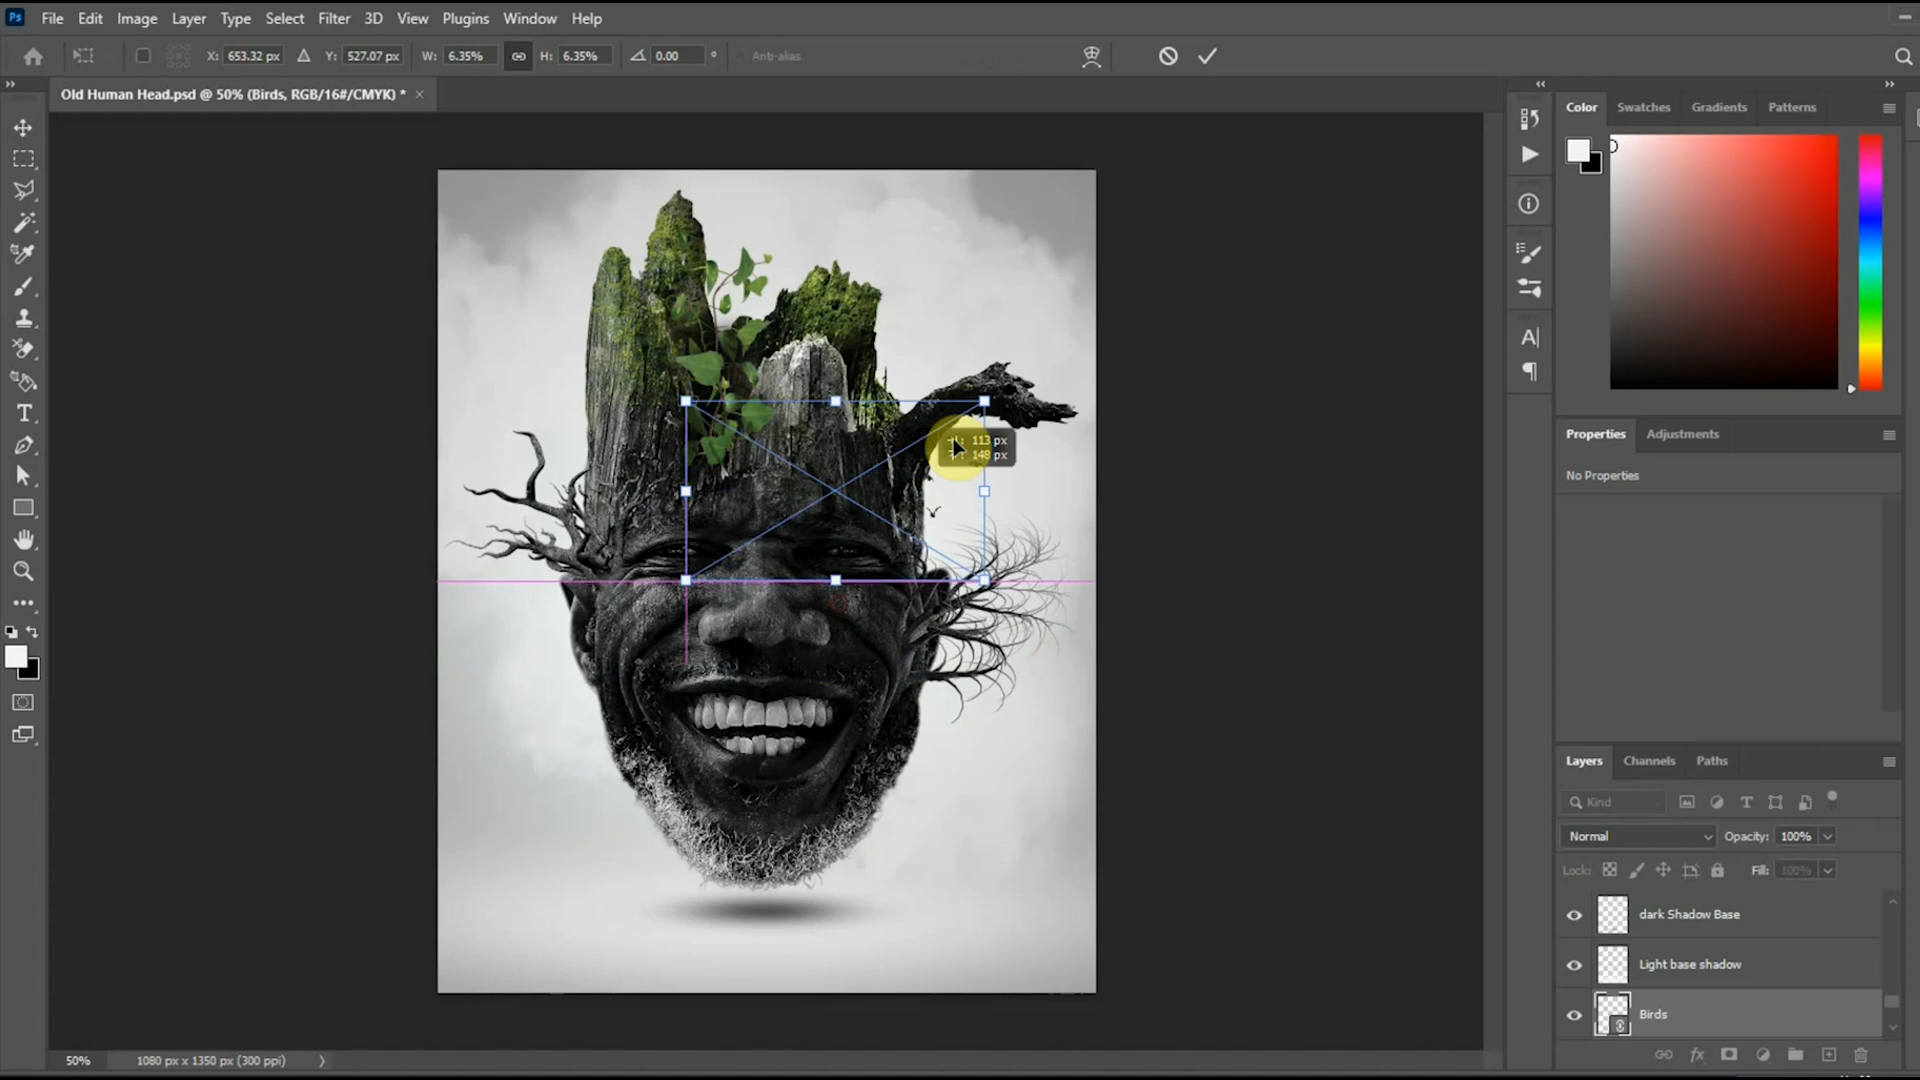 Ps File Edit Image Layer Type Select Filter 3D View Plugins Window Help
X: 653.32 px Y: 527.07 px W: 6.35% H: 6.35% 0.00 ° Anti-alias
Old Human Head.psd @ 50% (Birds, RGB/16#/CMYK) * ×
Color Swatches Gradients Patterns
113 px
148 px
Properties Adjustments
No Properties
Layers Channels Paths
Kind
Normal Opacity: 100%
Lock: Fill: 100%
dark Shadow Base
Light base shadow
Birds
50% 1080 px x 1350 px (300 ppi)